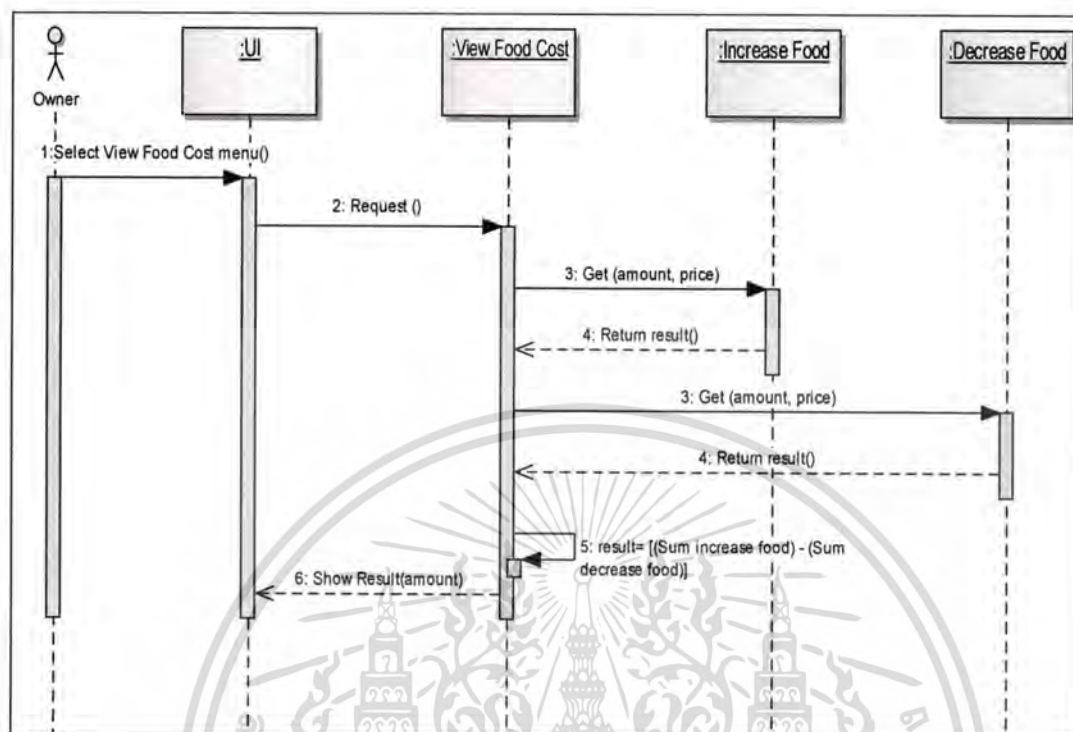 :UI
:View Food Cost
:Increase Food
:Decrease Food
Owner
1:Select View Food Cost menu()
2: Request ()
3: Get (amount, price)
4: Return result()
3: Get (amount, price)
4: Return result()
5: result= [(Sum increase food) - (Sum
decrease food)]
6: Show Result(amount)